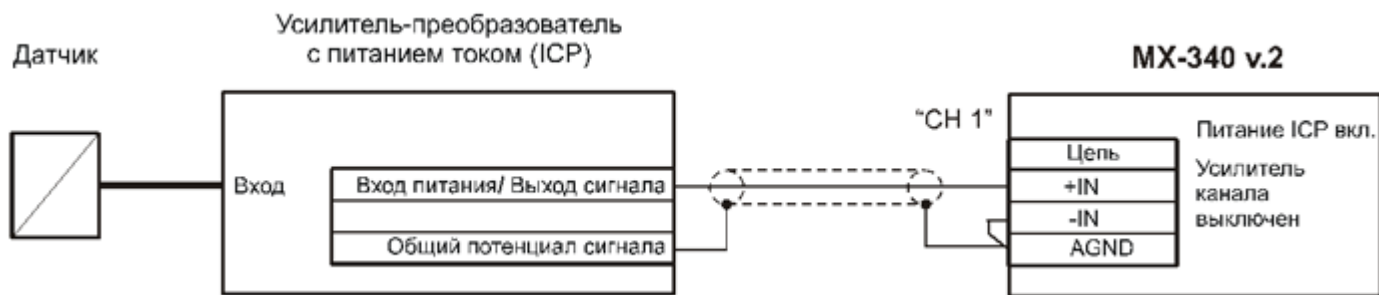 Датчик
Усилитель-преобразователь
с питанием током (ICP)
Вход
Вход питания/ Выход сигнала
Общий потенциал сигнала
MX-340 v.2
"CH 1"
Цепь
+IN
-IN
AGND
Питание ICP вкл.
Усилитель
канала
выключен